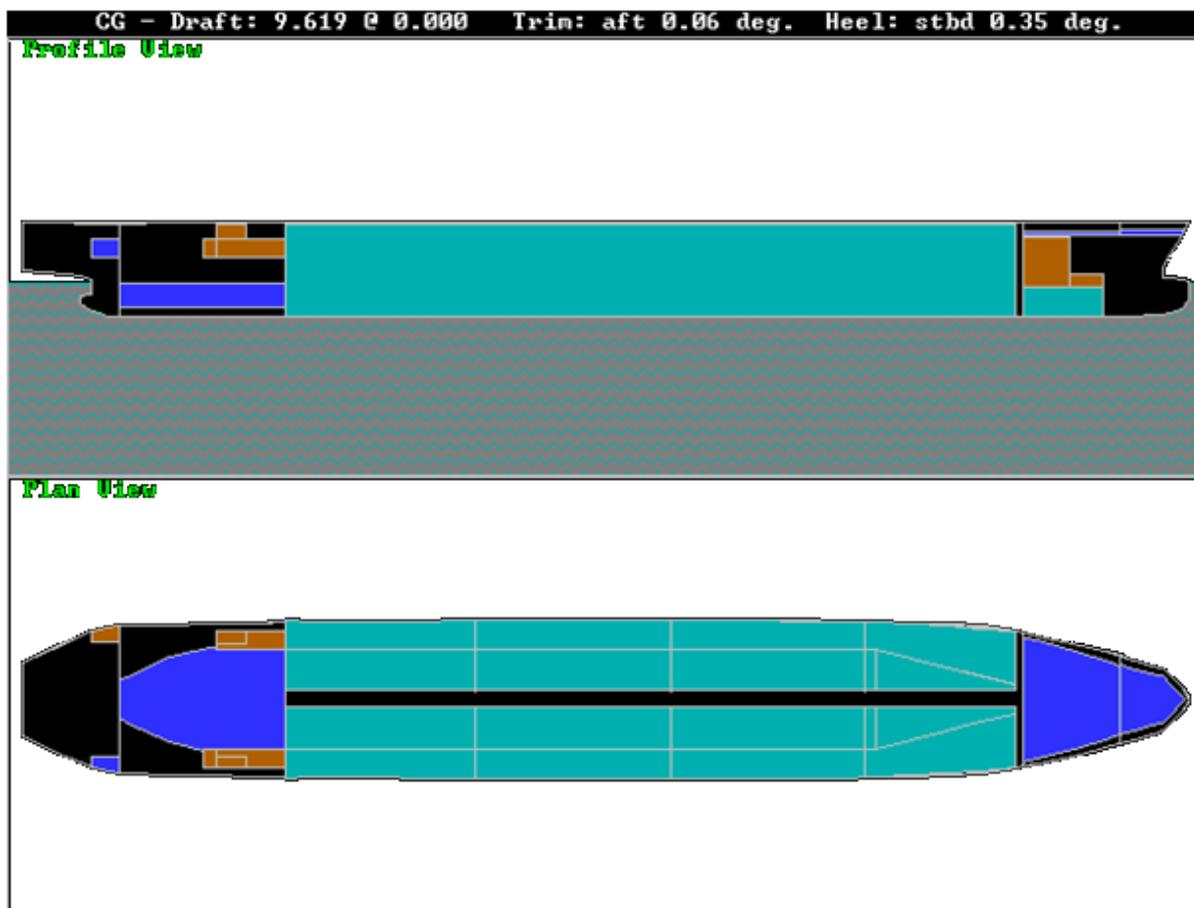 CG - Draft: 9.619 @ 0.000 Trim: aft 0.06 deg. Heel: stbd 0.35 deg.
Profile View
Plan View